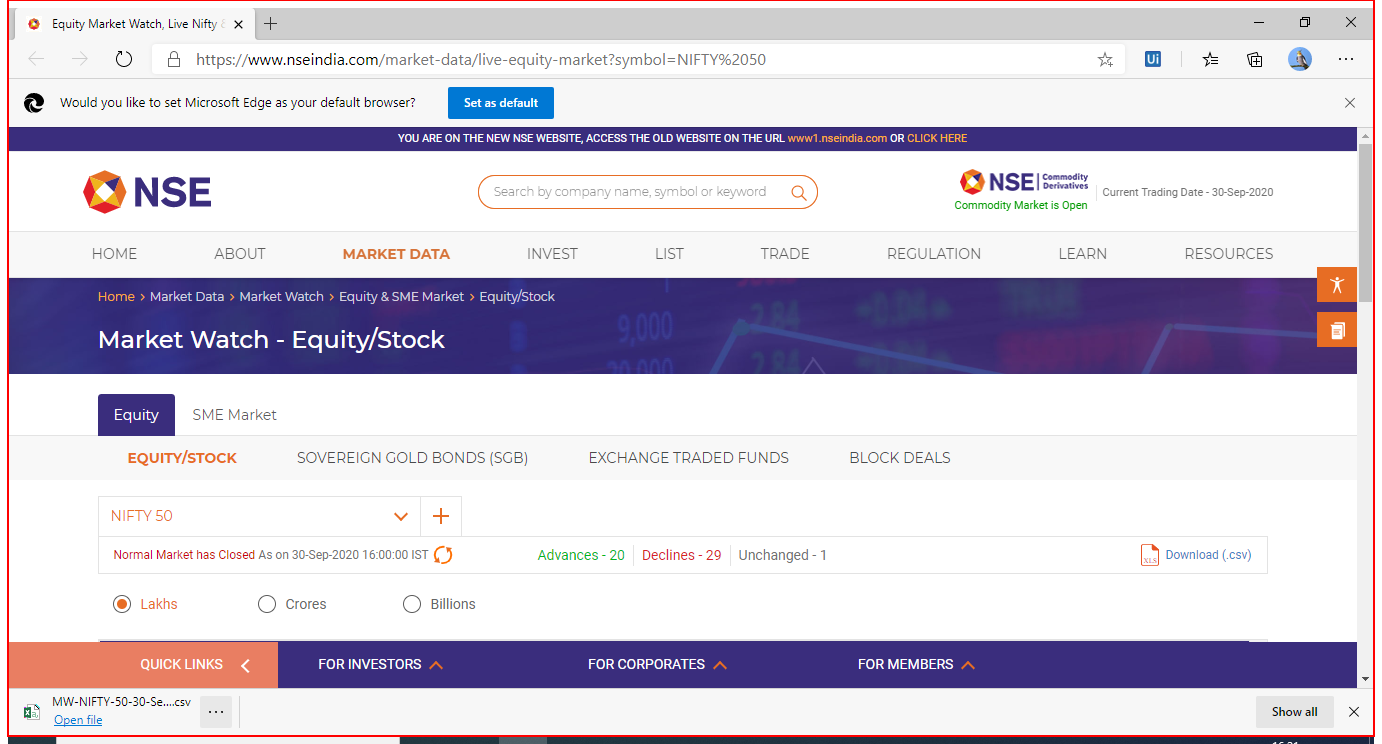 Equity Market Watch, Live Nifty
https://www.nseindia.com/market-data/live-equity-market?symbol=NIFTY%2050
Ui
Would you like to set Microsoft Edge as your default browser?
Set as default
YOU ARE ON THE NEW NSE WEBSITE, ACCESS THE OLD WEBSITE ON THE URL www1.nseindia.com OR CLICK HERE
NSE
Search by company name, symbol or keyword
NSE Commodity Derivatives
Commodity Market is Open
Current Trading Date - 30-Sep-2020
HOME ABOUT MARKET DATA INVEST LIST TRADE REGULATION LEARN RESOURCES
Home > Market Data > Market Watch > Equity & SME Market > Equity/Stock
Market Watch - Equity/Stock
9,000
2.84
2.84
Equity SME Market
EQUITY/STOCK SOVEREIGN GOLD BONDS (SGB) EXCHANGE TRADED FUNDS BLOCK DEALS
NIFTY 50
Normal Market has Closed As on 30-Sep-2020 16:00:00 IST
Advances - 20 Declines - 29 Unchanged - 1
XLS Download (.csv)
Lakhs Crores Billions
QUICK LINKS FOR INVESTORS FOR CORPORATES FOR MEMBERS
MW-NIFTY-50-30-Se....csv
Open file
Show all